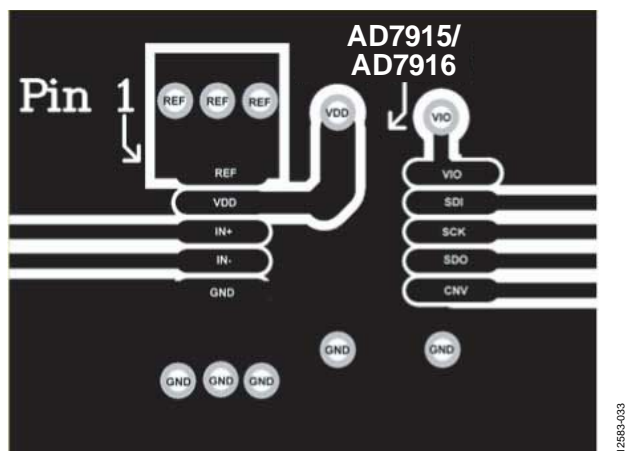 AD7915/
AD7916
Pin 1
REF REF REF
VDD
VIO
REF
VDD
IN+
IN-
GND
VIO
SDI
SCK
SDO
CNV
GND
GND
GND GND GND
12583-033